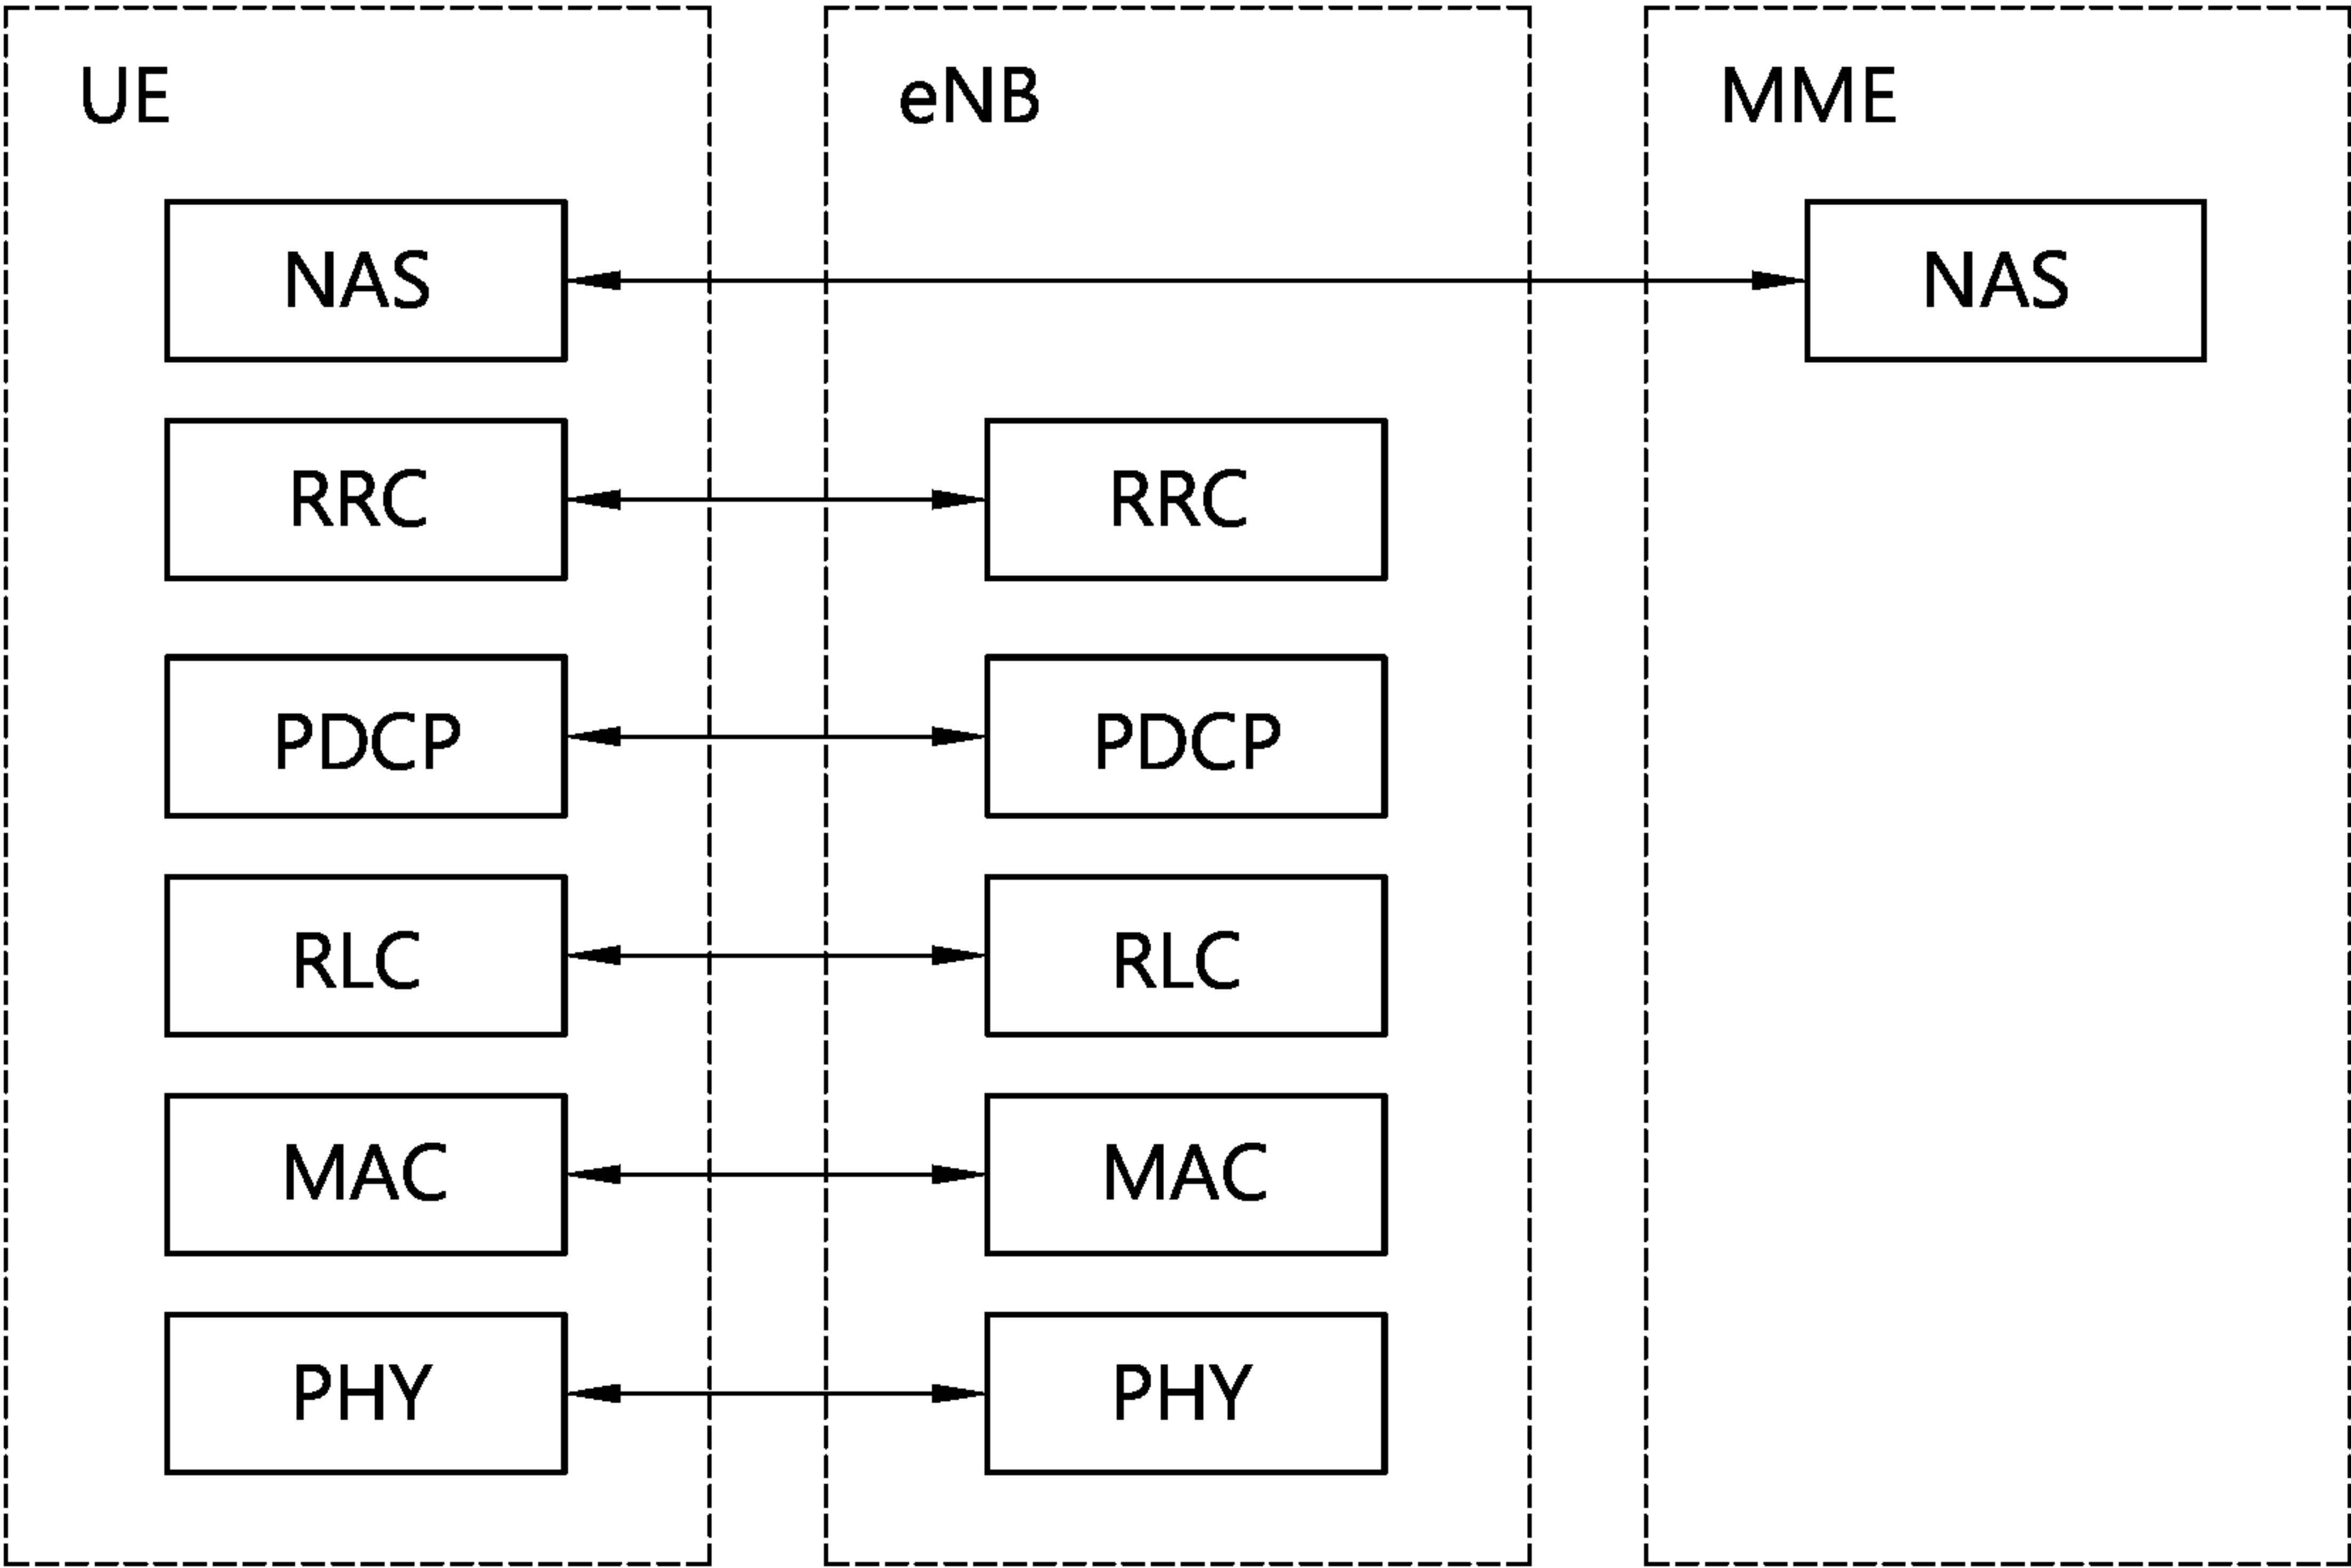 UE
eNB
MME
NAS
NAS
RRC
RRC
PDCP
PDCP
RLC
RLC
MAC
MAC
PHY
PHY